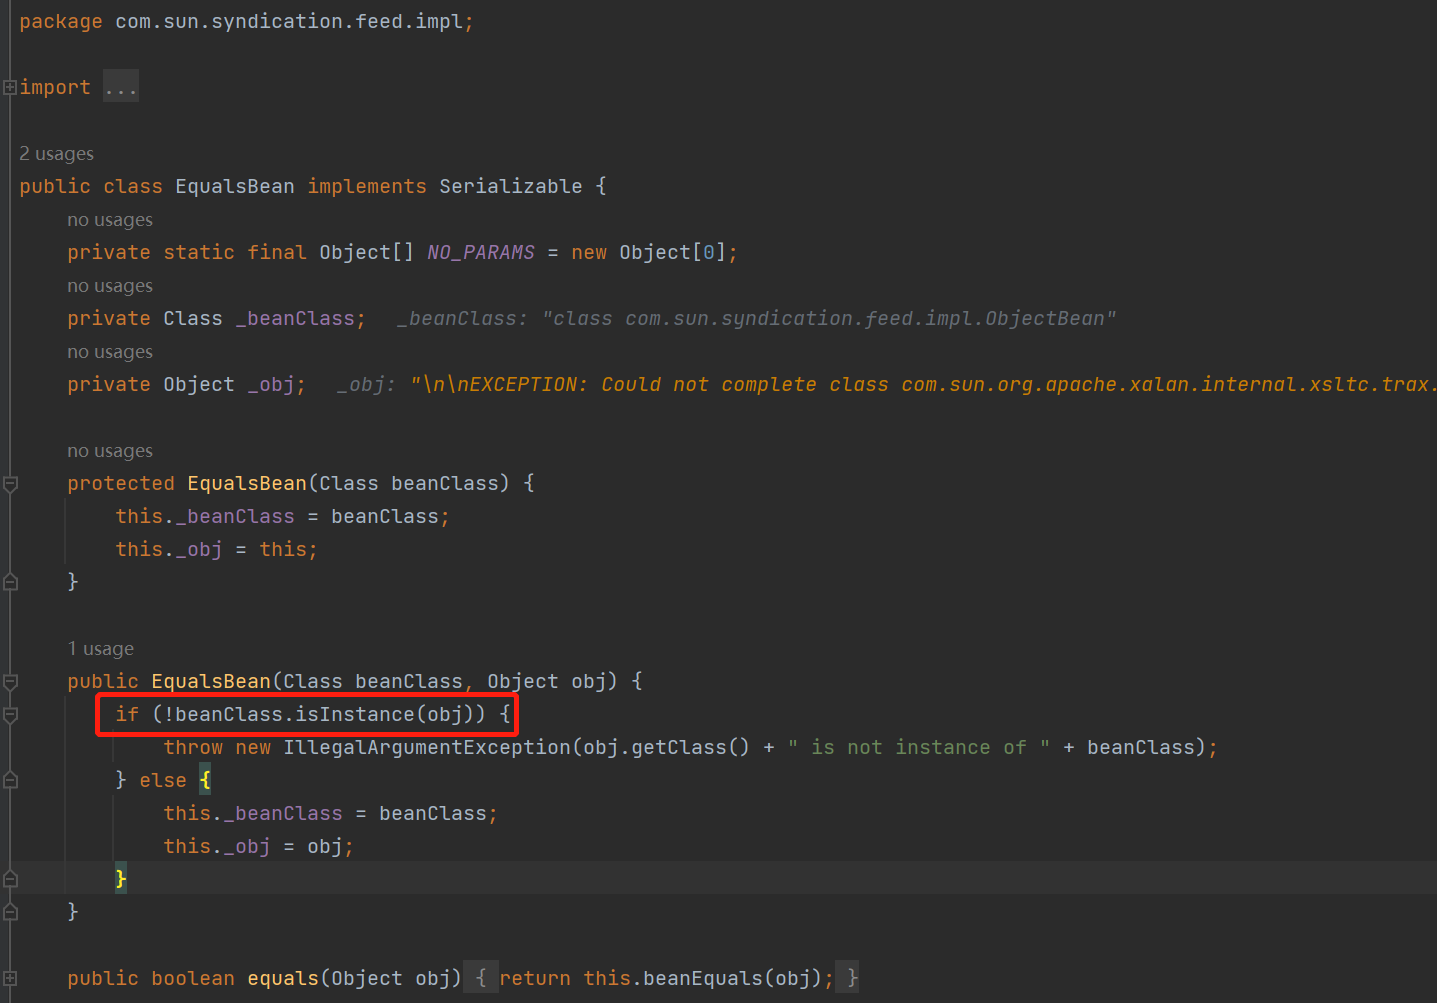 package com.sun.syndication.feed.impl;
import ...
2 usages
public class EqualsBean implements Serializable {
no usages
private static final Object[] NO_PARAMS = new Object[0];
no usages
private Class _beanClass;   _beanClass: "class com.sun.syndication.feed.impl.ObjectBean"
no usages
private Object _obj;   _obj: "\n\nEXCEPTION: Could not complete class com.sun.org.apache.xalan.internal.xsltc.trax.
no usages
protected EqualsBean(Class beanClass) {
this._beanClass = beanClass;
this._obj = this;
}
1 usage
public EqualsBean(Class beanClass, Object obj) {
if (!beanClass.isInstance(obj)) {
throw new IllegalArgumentException(obj.getClass() + " is not instance of " + beanClass);
} else {
this._beanClass = beanClass;
this._obj = obj;
}
}
public boolean equals(Object obj) { return this.beanEquals(obj); }